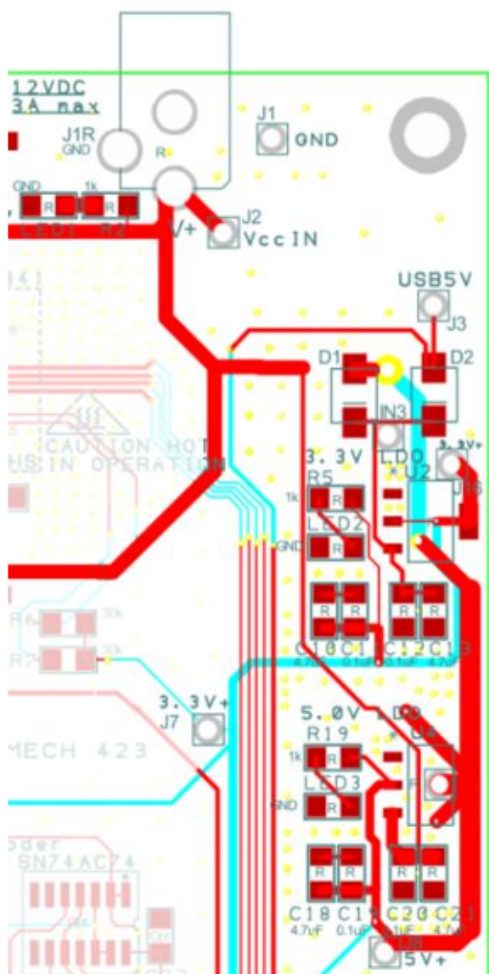 12VDC
3A max
J1
GND
J1R
GND
R
GND
1k
R
R
LED1
R2
V+
J2
VccIN
USB5V
J3
D1
D2
CAUTION HOT
IN OPERATION
IN3
3.3V+
3.3V LDO
U2
R5
1k
R
LED2
GND
R
R6
30k
R7
30k
R
R
R
R
C10
C11
C12
C13
4.7uF
0.1uF
0.1uF
4.7uF
3.3V+
J7
5.0V LDO
U4
R19
1k
R
MECH 423
LED3
GND
R
SN74AC74
R
R
R
R
C18
C19
C20
C21
4.7uF
0.1uF
0.1uF
4.7uF
5V+